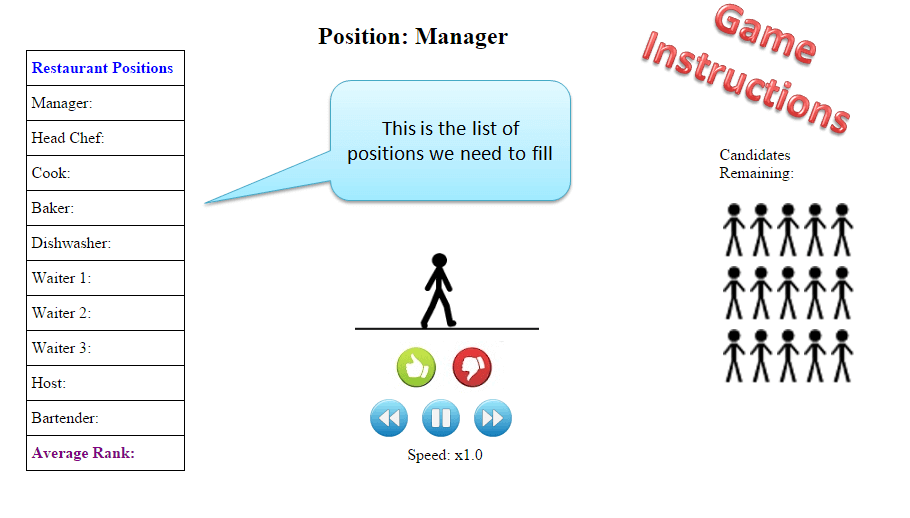 Position: Manager
Game
Instructions
Restaurant Positions
Manager:
Head Chef:
Cook:
Baker:
Dishwasher:
Waiter 1:
Waiter 2:
Waiter 3:
Host:
Bartender:
Average Rank:
This is the list of
positions we need to fill
Candidates
Remaining:
Speed: x1.0